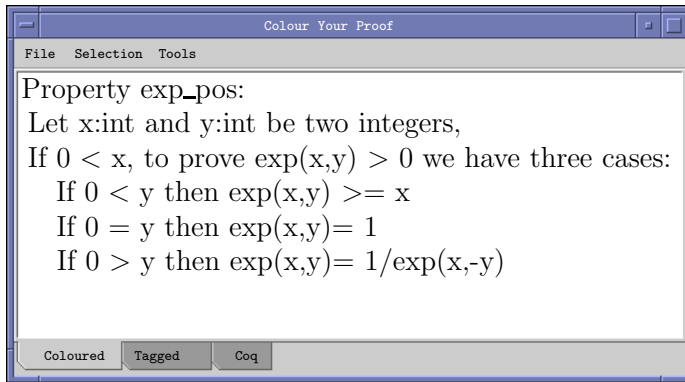 Colour Your Proof
File Selection Tools
Property exp_pos:
Let x:int and y:int be two integers,
If 0 < x, to prove exp(x,y) > 0 we have three cases:
If 0 < y then exp(x,y) >= x
If 0 = y then exp(x,y)= 1
If 0 > y then exp(x,y)= 1/exp(x,-y)
Coloured Tagged Coq